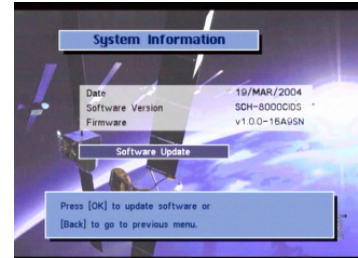 System Information
Date 19/MAR/2004
Software Version SCH-8000CIDS
Firmware v1.0.0-16A9SN
Software Update
Press [OK] to update software or
[Back] to go to previous menu.